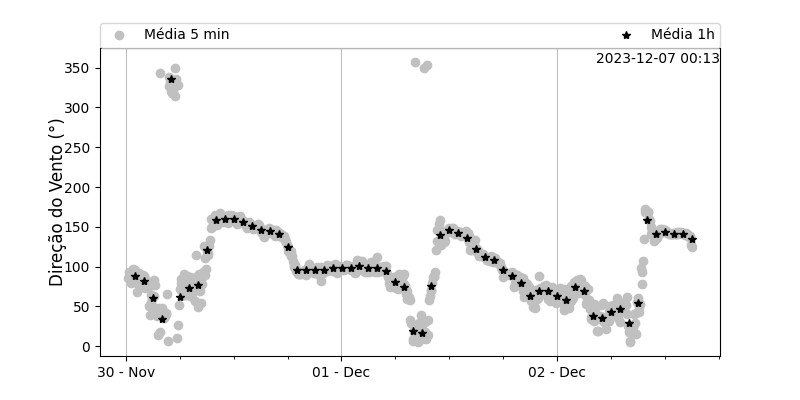 Média 5 min
Média 1h
2023-12-07 00:13
Direção do Vento (°)
350
300
250
200
150
100
50
0
30 - Nov
01 - Dec
02 - Dec